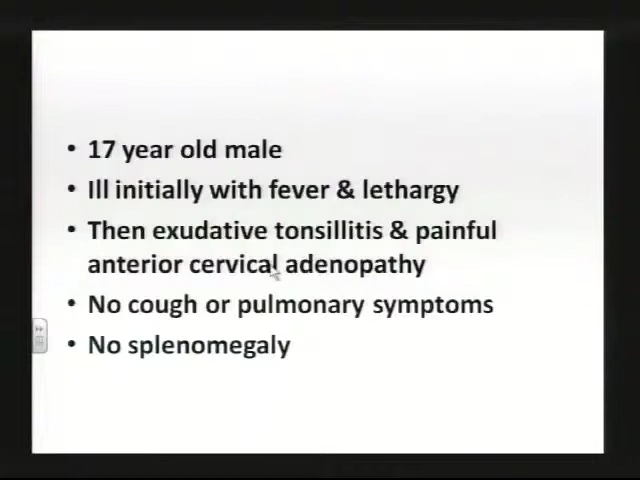 • 17 year old male
• Ill initially with fever & lethargy
• Then exudative tonsillitis & painful
anterior cervical adenopathy
• No cough or pulmonary symptoms
• No splenomegaly